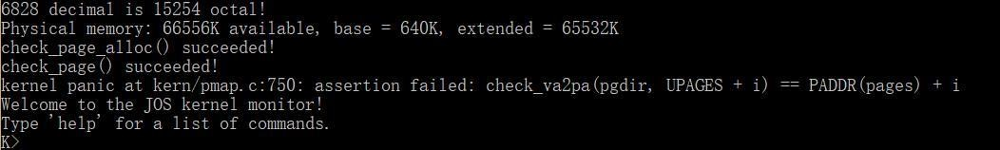 6828 decimal is 15254 octal!
Physical memory: 66556K available, base = 640K, extended = 65532K
check_page_alloc() succeeded!
check_page() succeeded!
kernel panic at kern/pmap.c:750: assertion failed: check_va2pa(pgdir, UPAGES + i) == PADDR(pages) + i
Welcome to the JOS kernel monitor!
Type 'help' for a list of commands.
K>